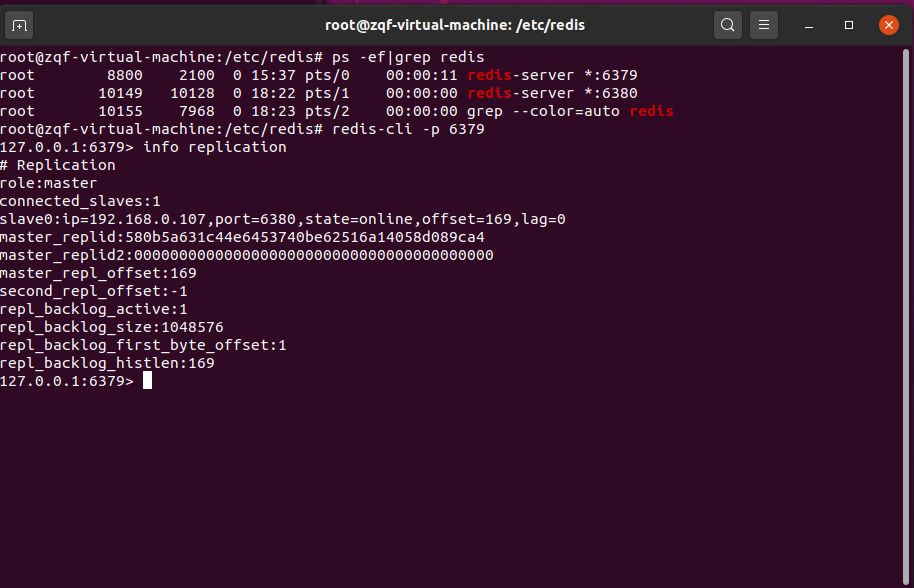 root@zqf-virtual-machine: /etc/redis
root@zqf-virtual-machine:/etc/redis# ps -ef|grep redis
root        8800    2100  0 15:37 pts/0    00:00:11 redis-server *:6379
root       10149   10128  0 18:22 pts/1    00:00:00 redis-server *:6380
root       10155    7968  0 18:23 pts/2    00:00:00 grep --color=auto redis
root@zqf-virtual-machine:/etc/redis# redis-cli -p 6379
127.0.0.1:6379> info replication
# Replication
role:master
connected_slaves:1
slave0:ip=192.168.0.107,port=6380,state=online,offset=169,lag=0
master_replid:580b5a631c44e6453740be62516a14058d089ca4
master_replid2:0000000000000000000000000000000000000000
master_repl_offset:169
second_repl_offset:-1
repl_backlog_active:1
repl_backlog_size:1048576
repl_backlog_first_byte_offset:1
repl_backlog_histlen:169
127.0.0.1:6379>